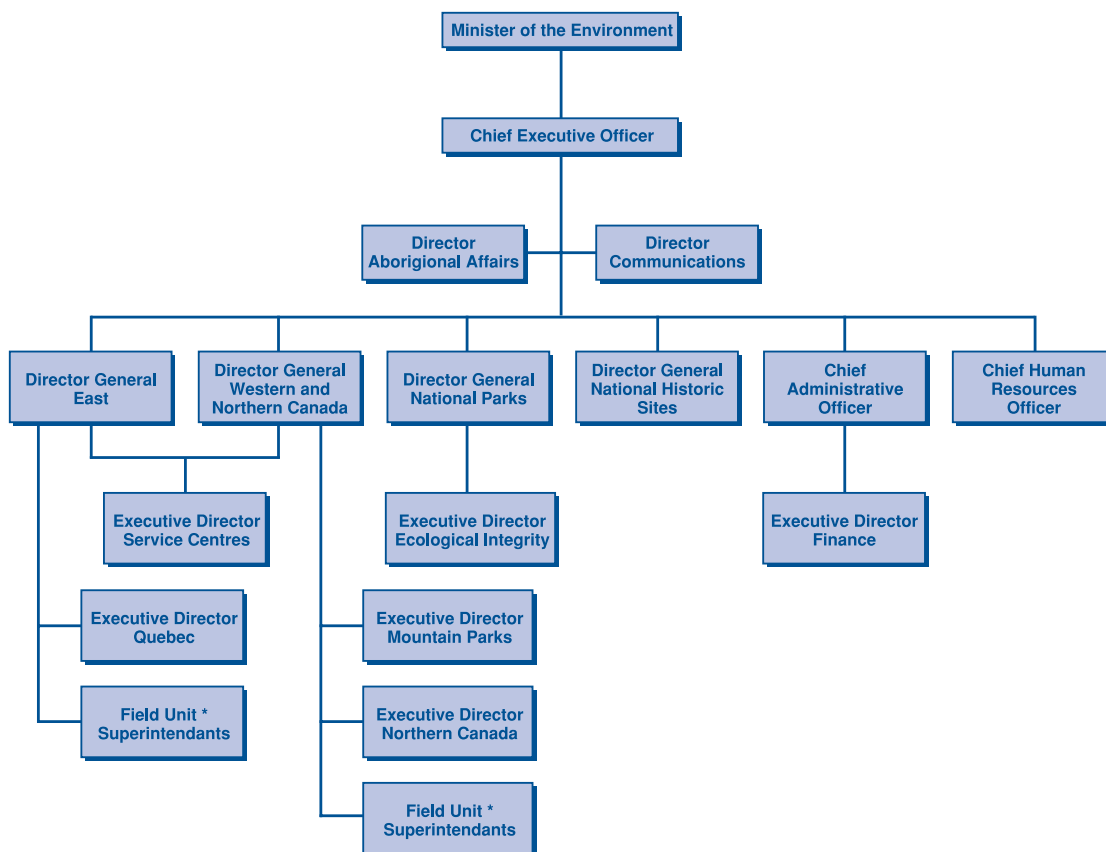 Minister of the Environment
Chief Executive Officer
Director
Aborigional Affairs
Director
Communications
Director General
East
Director General
Western and
Northern Canada
Director General
National Parks
Director General
National Historic
Sites
Chief
Administrative
Officer
Chief Human
Resources
Officer
Executive Director
Service Centres
Executive Director
Ecological Integrity
Executive Director
Finance
Executive Director
Quebec
Executive Director
Mountain Parks
Field Unit *
Superintendants
Executive Director
Northern Canada
Field Unit *
Superintendants